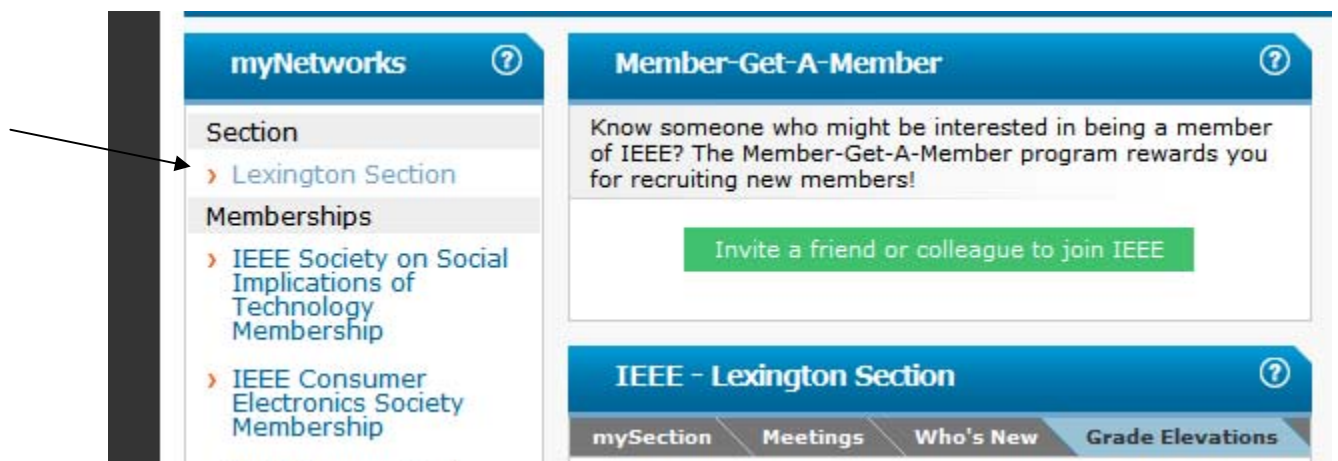 myNetworks ?
Section
› Lexington Section
Memberships
› IEEE Society on Social
Implications of
Technology
Membership
› IEEE Consumer
Electronics Society
Membership
Member-Get-A-Member ?
Know someone who might be interested in being a member
of IEEE? The Member-Get-A-Member program rewards you
for recruiting new members!
Invite a friend or colleague to join IEEE
IEEE - Lexington Section ?
mySection Meetings Who's New Grade Elevations